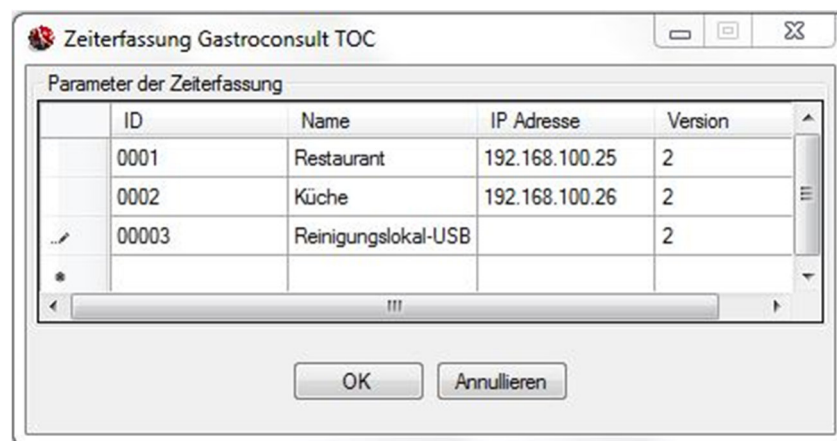 Zeiterfassung Gastroconsult TOC
Parameter der Zeiterfassung
ID Name IP Adresse Version
0001 Restaurant 192.168.100.25 2
0002 Küche 192.168.100.26 2
00003 Reinigungslokal-USB 2
OK Annullieren